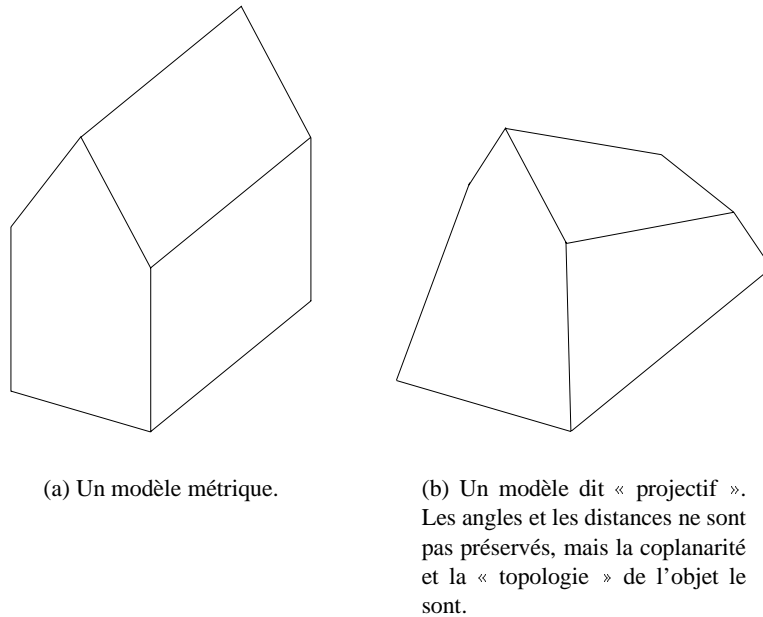 (a) Un modèle métrique.
(b) Un modèle dit « projectif ».
Les angles et les distances ne sont
pas préservés, mais la coplanarité
et la « topologie » de l'objet le
sont.